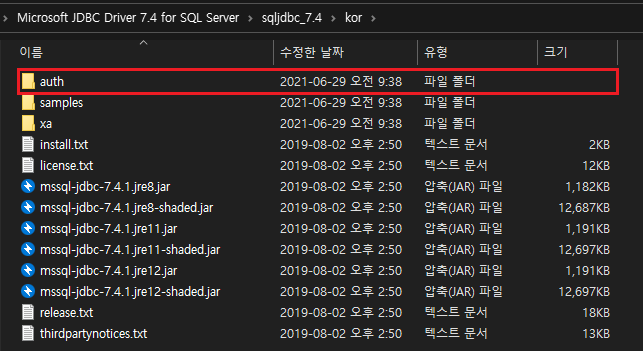 > Microsoft JDBC Driver 7.4 for SQL Server > sqljdbc_7.4 > kor >
이름 수정한 날짜 유형 크기
auth 2021-06-29 오전 9:38 파일 폴더
samples 2021-06-29 오전 9:38 파일 폴더
xa 2021-06-29 오전 9:38 파일 폴더
install.txt 2019-08-02 오후 2:50 텍스트 문서 2KB
license.txt 2019-08-02 오후 2:50 텍스트 문서 12KB
mssql-jdbc-7.4.1.jre8.jar 2019-08-02 오후 2:50 압축(JAR) 파일 1,182KB
mssql-jdbc-7.4.1.jre8-shaded.jar 2019-08-02 오후 2:50 압축(JAR) 파일 12,687KB
mssql-jdbc-7.4.1.jre11.jar 2019-08-02 오후 2:50 압축(JAR) 파일 1,191KB
mssql-jdbc-7.4.1.jre11-shaded.jar 2019-08-02 오후 2:50 압축(JAR) 파일 12,697KB
mssql-jdbc-7.4.1.jre12.jar 2019-08-02 오후 2:50 압축(JAR) 파일 1,191KB
mssql-jdbc-7.4.1.jre12-shaded.jar 2019-08-02 오후 2:50 압축(JAR) 파일 12,697KB
release.txt 2019-08-02 오후 2:50 텍스트 문서 18KB
thirdpartynotices.txt 2019-08-02 오후 2:50 텍스트 문서 13KB